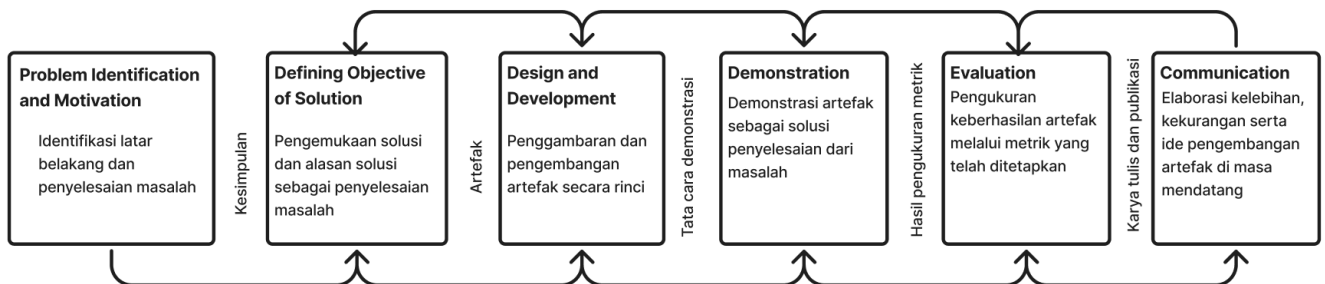 Problem Identification
and Motivation
Identifikasi latar
belakang dan
penyelesaian masalah
Kesimpulan
Defining Objective
of Solution
Pengemukaan solusi
dan alasan solusi
sebagai penyelesaian
masalah
Artefak
Design and
Development
Penggambaran dan
pengembangan
artefak secara rinci
Tata cara demonstrasi
Demonstration
Demonstrasi artefak
sebagai solusi
penyelesaian dari
masalah
Hasil pengukuran metrik
Evaluation
Pengukuran
keberhasilan artefak
melalui metrik yang
telah ditetapkan
Karya tulis dan publikasi
Communication
Elaborasi kelebihan,
kekurangan serta
ide pengembangan
artefak di masa
mendatang